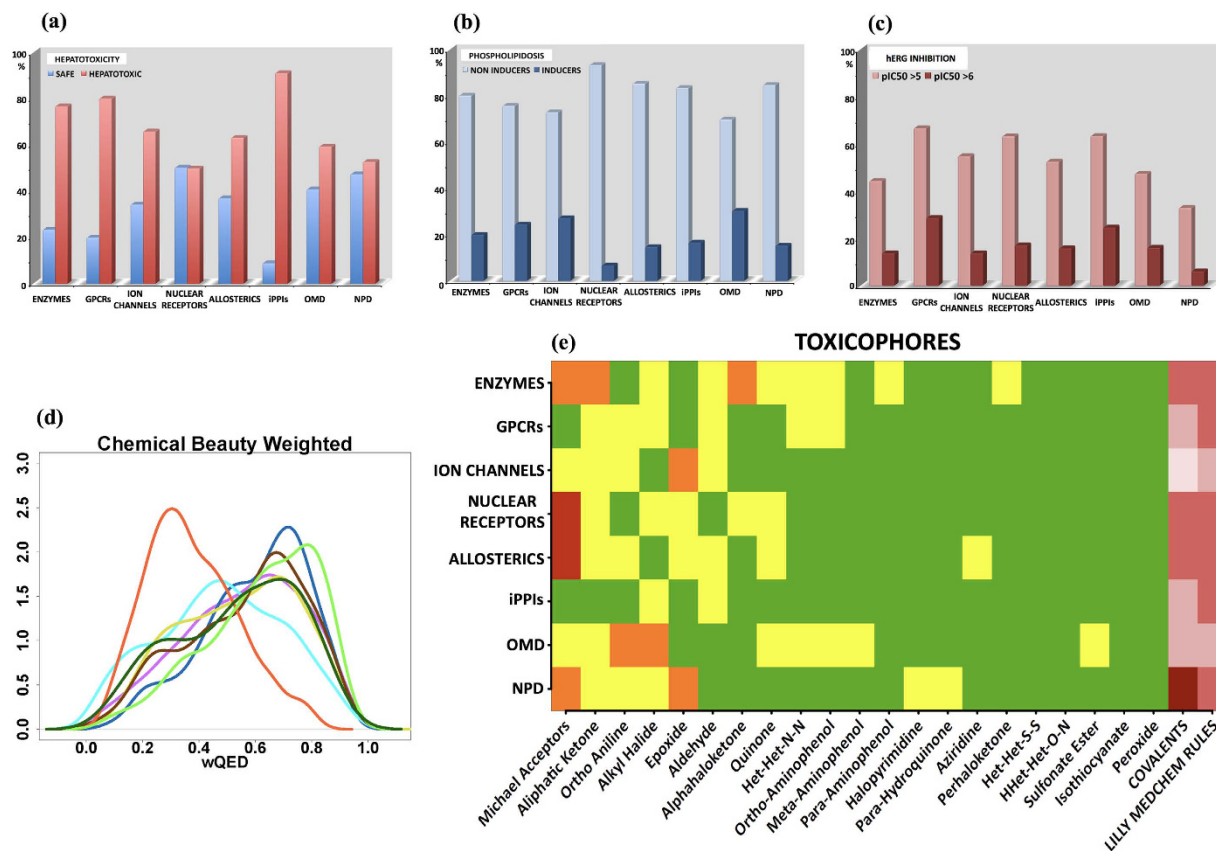 (a)
100
%
80
60
40
20
0
HEPATOTOXICITY
SAFE HEPATOTOXIC
ENZYMES GPCRs ION CHANNELS NUCLEAR RECEPTORS ALLOSTERICS iPPIs OMD NPD
(b)
100
%
80
60
40
20
0
PHOSPHOLIPIDOSIS
NON INDUCERS INDUCERS
ENZYMES GPCRs ION CHANNELS NUCLEAR RECEPTORS ALLOSTERICS iPPIs OMD NPD
(c)
100
%
80
60
40
20
0
hERG INHIBITION
pIC50 >5 pIC50 >6
ENZYMES GPCRs ION CHANNELS NUCLEAR RECEPTORS ALLOSTERICS iPPIs OMD NPD
(d)
Chemical Beauty Weighted
3.0
2.5
2.0
1.5
1.0
0.5
0.0
0.0 0.2 0.4 0.6 0.8 1.0
wQED
(e)
TOXICOPHORES
ENZYMES
GPCRs
ION CHANNELS
NUCLEAR
RECEPTORS
ALLOSTERICS
iPPIs
OMD
NPD
Michael Acceptors
Aliphatic Ketone
Ortho Aniline
Alkyl Halide
Epoxide
Aldehyde
Alphahaloketone
Quinone
Het-Het-N-N
Ortho-Aminophenol
Meta-Aminophenol
Para-Aminophenol
Halopyrinidine
Para-Hydroquinone
Aziridine
Perhaloketone
Het-Het-S-S
HHet-Het-O-N
Sulfonate Ester
Isothiocyanate
Peroxide
COVALENTS
LILLY MEDCHEM RULES